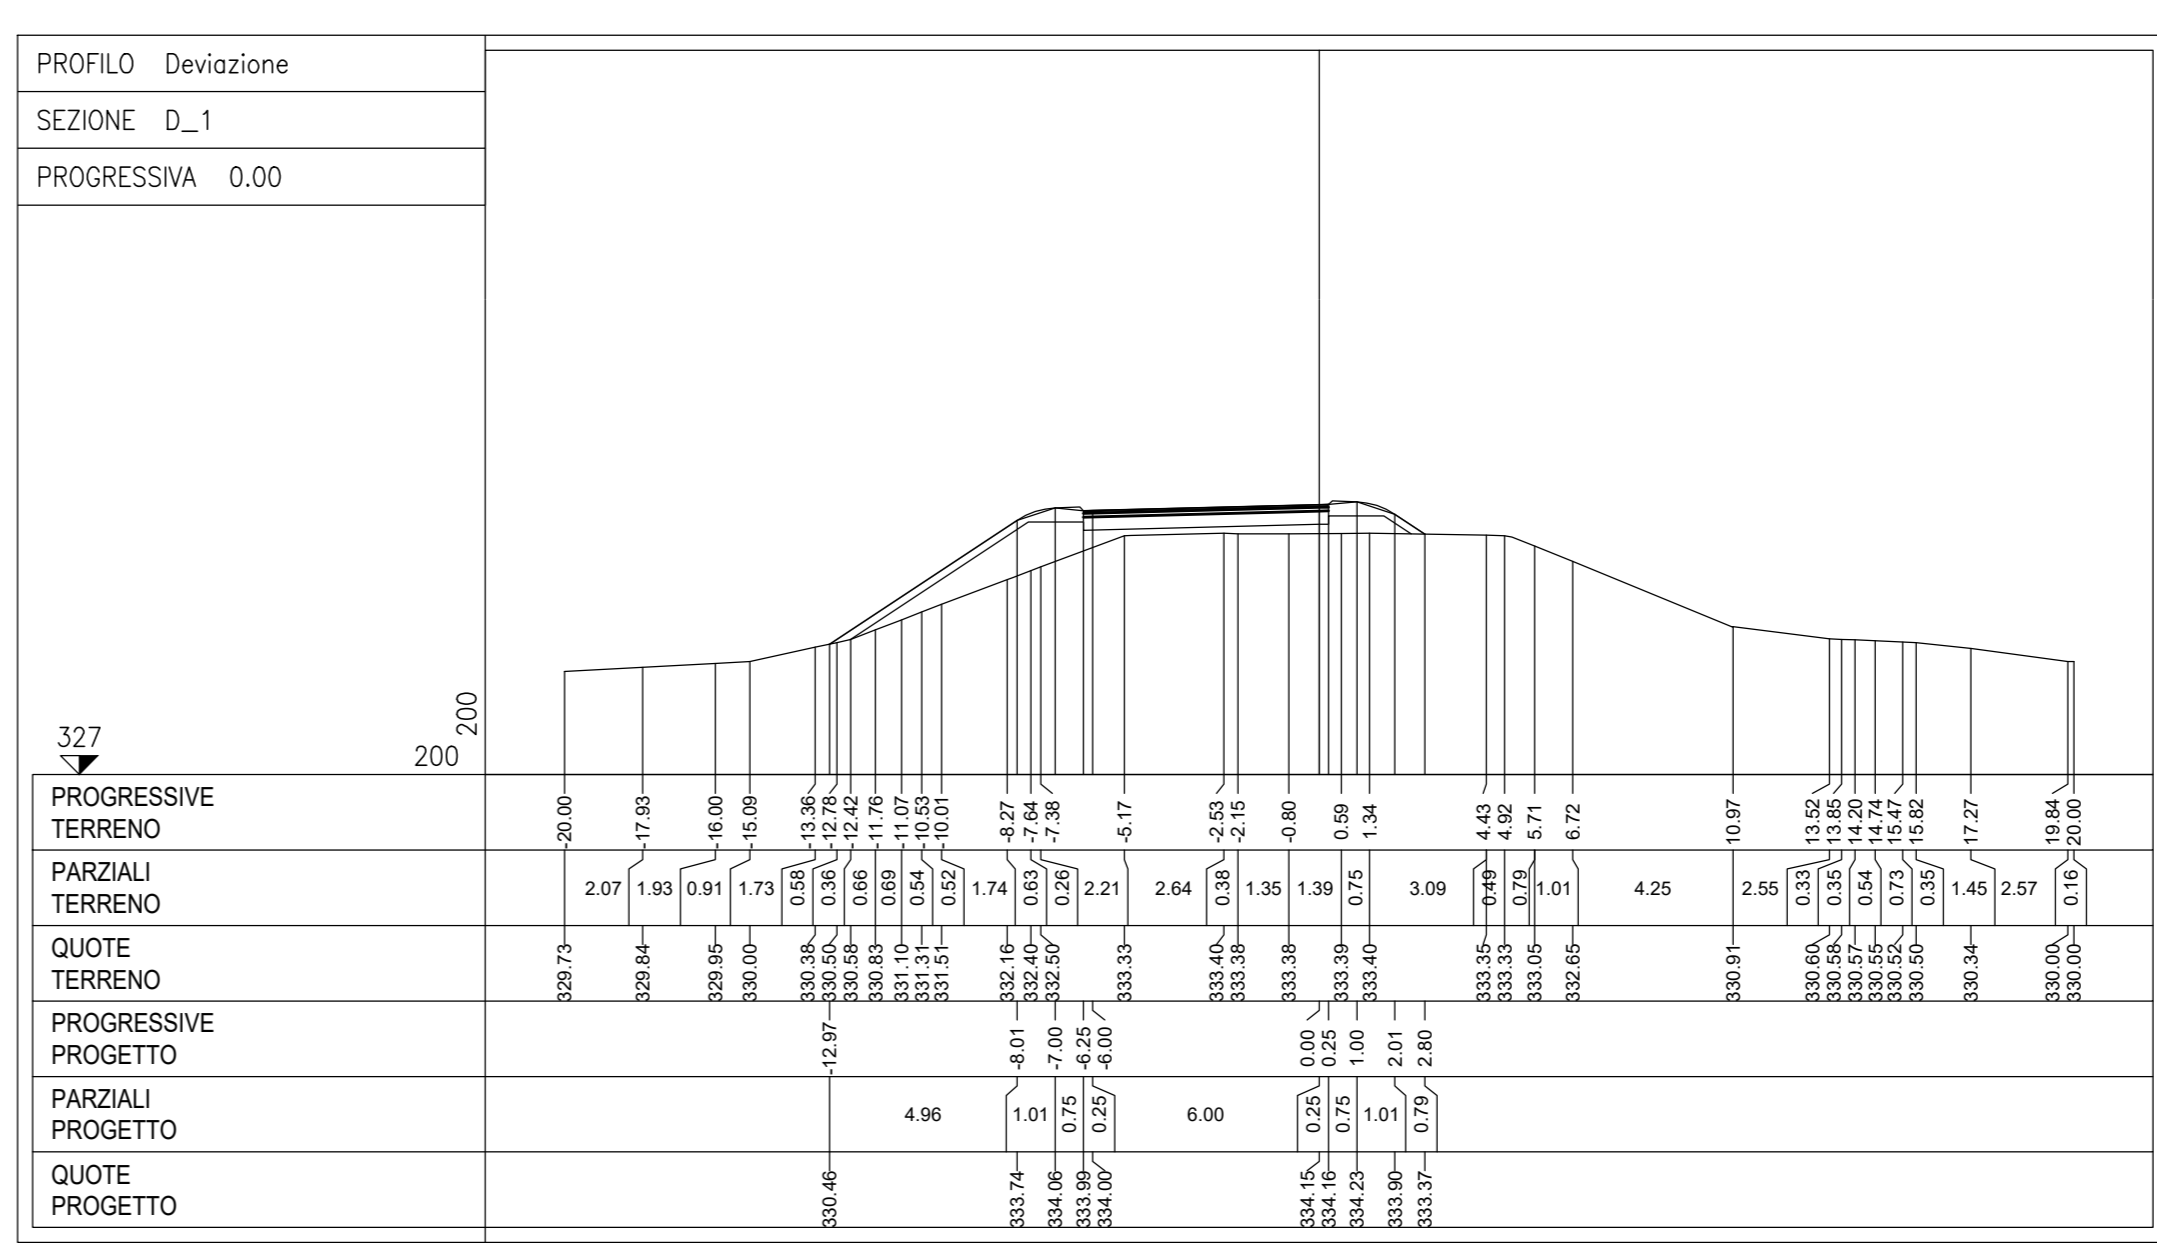 PROFILO Deviazione
SEZIONE D_1
PROGRESSIVA 0.00
327
200
200
PROGRESSIVE
TERRENO
-20.00 -17.93 -16.00 -15.09 -13.36 -12.78 -12.42 -11.76 -11.07 -10.53 -10.01 -8.27 -7.64 -7.38 -5.17 -2.53 -2.15 -0.80 0.59 1.34 4.43 4.92 5.71 6.72 10.97 13.52 13.85 14.20 14.74 15.47 15.82 17.27 19.84 20.00
PARZIALI
TERRENO
2.07 1.93 0.91 1.73 0.58 0.36 0.66 0.69 0.54 0.52 1.74 0.63 0.26 2.21 2.64 0.38 1.35 1.39 0.75 3.09 0.49 0.79 1.01 4.25 2.55 0.33 0.35 0.54 0.73 0.35 1.45 2.57 0.16
QUOTE
TERRENO
329.73 329.84 329.95 330.00 330.38 330.50 330.58 330.83 331.10 331.31 331.51 332.16 332.40 332.50 333.33 333.40 333.38 333.38 333.39 333.40 333.35 333.33 333.05 332.65 330.91 330.60 330.58 330.57 330.55 330.52 330.50 330.34 330.00 330.00
PROGRESSIVE
PROGETTO
-12.97 -8.01 -7.00 -6.25 -6.00 0.00 0.25 1.00 2.01 2.80
PARZIALI
PROGETTO
4.96 1.01 0.75 0.25 6.00 0.25 0.75 1.01 0.79
QUOTE
PROGETTO
330.46 333.74 334.06 333.99 334.00 334.15 334.16 334.23 333.90 333.37